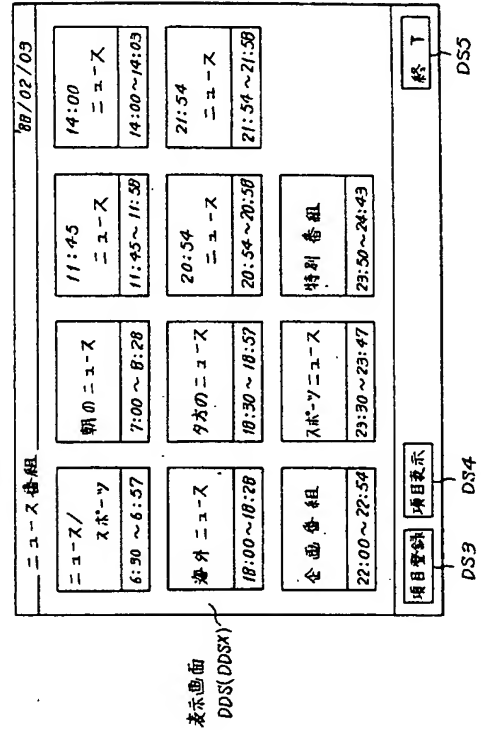 ニュース番組
'88/02/03
ニュース/
スポーツ
6:30~6:57
朝のニュース
7:00~8:28
11:45
ニュース
11:45~11:58
14:00
ニュース
14:00~14:03
海外ニュース
18:00~18:28
夕方のニュース
18:30~18:57
20:54
ニュース
20:54~20:58
21:54
ニュース
21:54~21:58
企画番組
22:00~22:54
スポーツニュース
23:30~23:47
特別番組
23:50~24:43
項目登録
項目表示
終了
DS3
DS4
DS5
表示画面
DDS(DDSX)